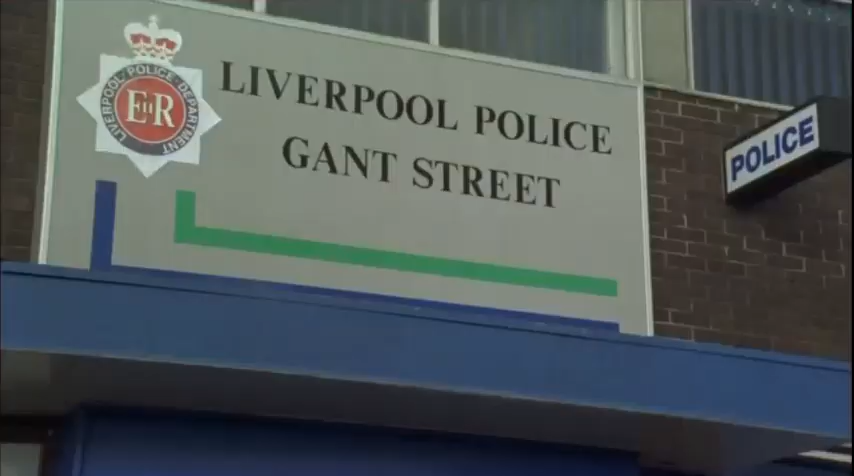 LIVERPOOL POLICE
GANT STREET
LIVERPOOL POLICE DEPARTMENT
EIIR
POLICE